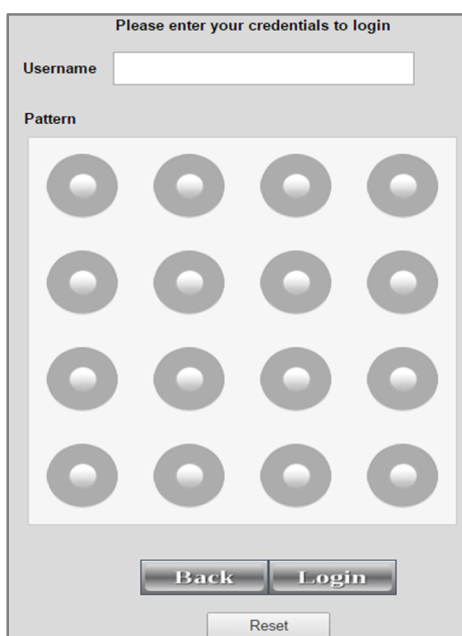 Please enter your credentials to login
Username
Pattern
Back Login
Reset